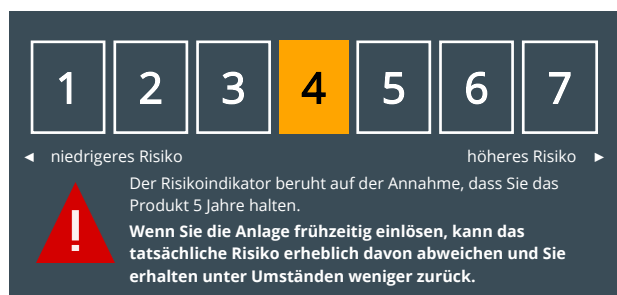 1 2 3 4 5 6 7
◄ niedrigeres Risiko höheres Risiko ►
Der Risikoindikator beruht auf der Annahme, dass Sie das
Produkt 5 Jahre halten.
!
Wenn Sie die Anlage frühzeitig einlösen, kann das
tatsächliche Risiko erheblich davon abweichen und Sie
erhalten unter Umständen weniger zurück.